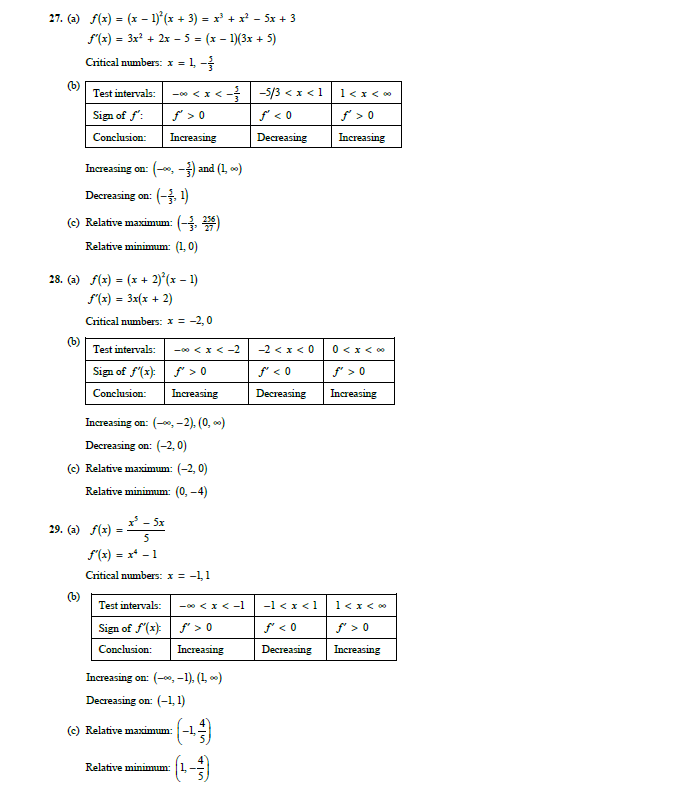 27. (a) f(x) = (x − 1)²(x + 3) = x³ + x² − 5x + 3
f′(x) = 3x² + 2x − 5 = (x − 1)(3x + 5)
Critical numbers: x = 1, −5/3
(b)
Test intervals: −∞ < x < −5/3 −5/3 < x < 1 1 < x < ∞
Sign of f′: f′ > 0 f′ < 0 f′ > 0
Conclusion: Increasing Decreasing Increasing
Increasing on: (−∞, −5/3) and (1, ∞)
Decreasing on: (−5/3, 1)
(c) Relative maximum: (−5/3, 256/27)
Relative minimum: (1, 0)
28. (a) f(x) = (x + 2)²(x − 1)
f′(x) = 3x(x + 2)
Critical numbers: x = −2, 0
(b)
Test intervals: −∞ < x < −2 −2 < x < 0 0 < x < ∞
Sign of f′(x): f′ > 0 f′ < 0 f′ > 0
Conclusion: Increasing Decreasing Increasing
Increasing on: (−∞, −2), (0, ∞)
Decreasing on: (−2, 0)
(c) Relative maximum: (−2, 0)
Relative minimum: (0, −4)
29. (a) f(x) = (x⁵ − 5x)/5
f′(x) = x⁴ − 1
Critical numbers: x = −1, 1
(b)
Test intervals: −∞ < x < −1 −1 < x < 1 1 < x < ∞
Sign of f′(x): f′ > 0 f′ < 0 f′ > 0
Conclusion: Increasing Decreasing Increasing
Increasing on: (−∞, −1), (1, ∞)
Decreasing on: (−1, 1)
(c) Relative maximum: (−1, 4/5)
Relative minimum: (1, −4/5)